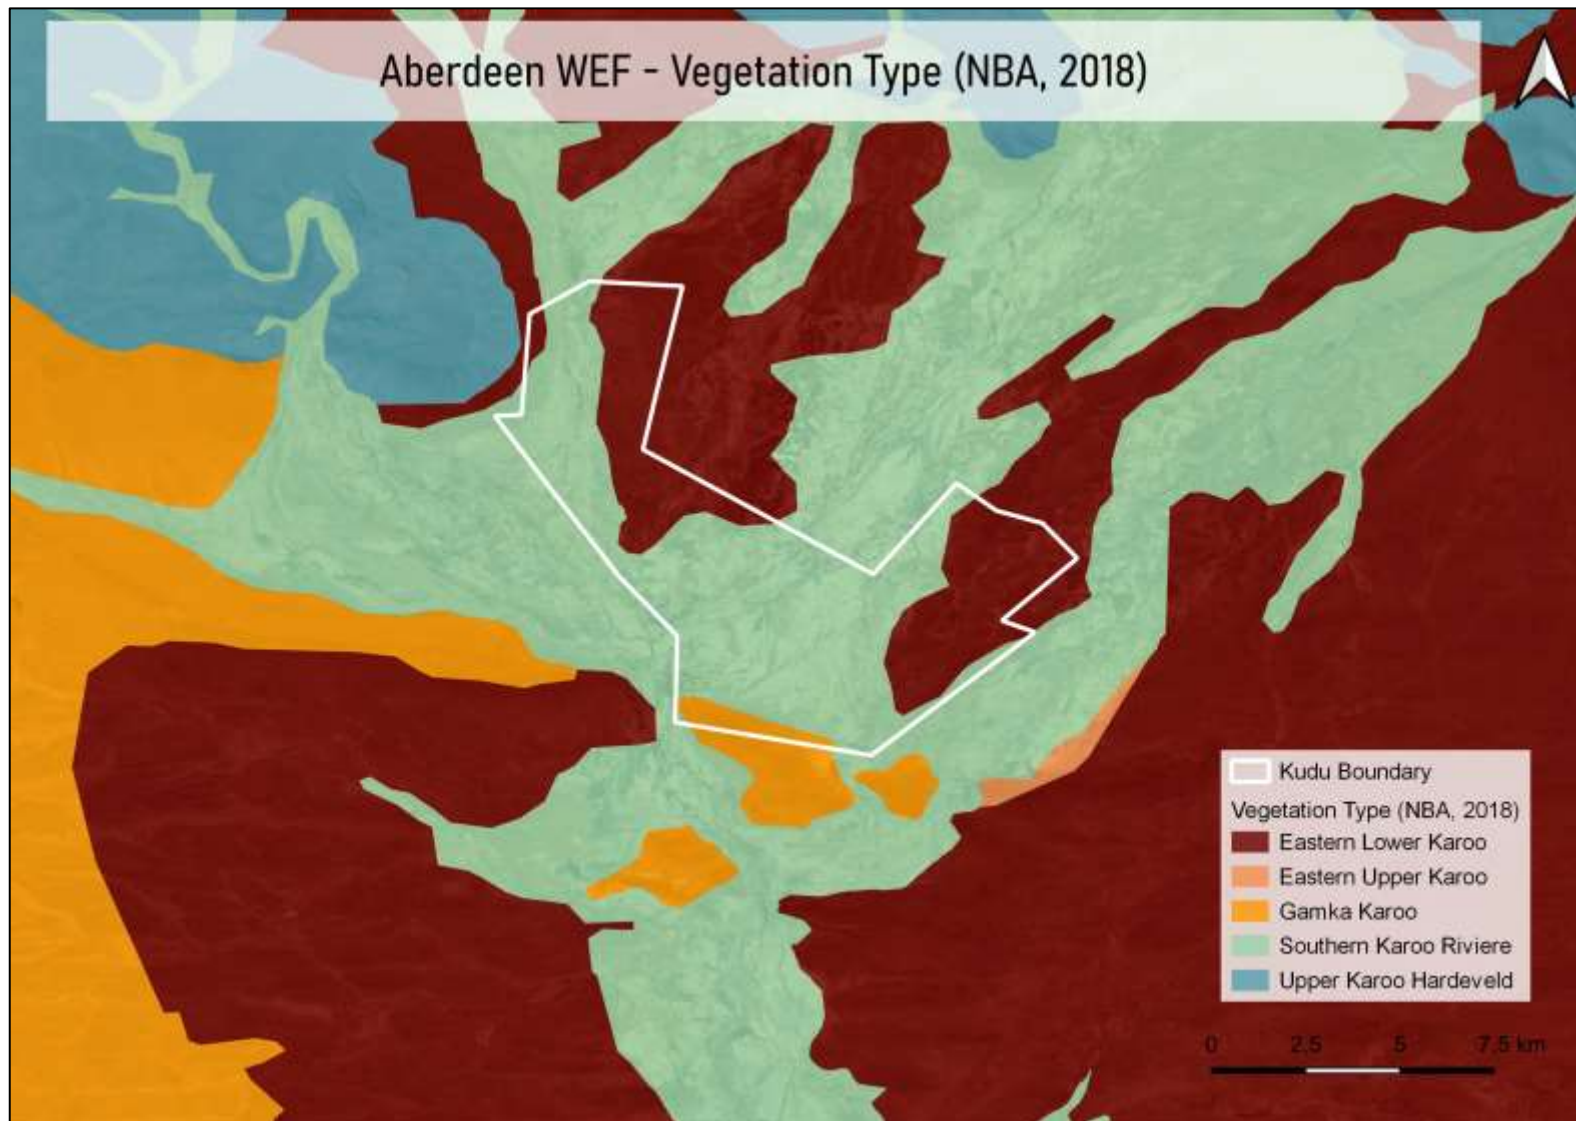 Aberdeen WEF - Vegetation Type (NBA, 2018)
Kudu Boundary
Vegetation Type (NBA, 2018)
Eastern Lower Karoo
Eastern Upper Karoo
Gamka Karoo
Southern Karoo Riviere
Upper Karoo Hardeveld
0 2,5 5 7,5 km